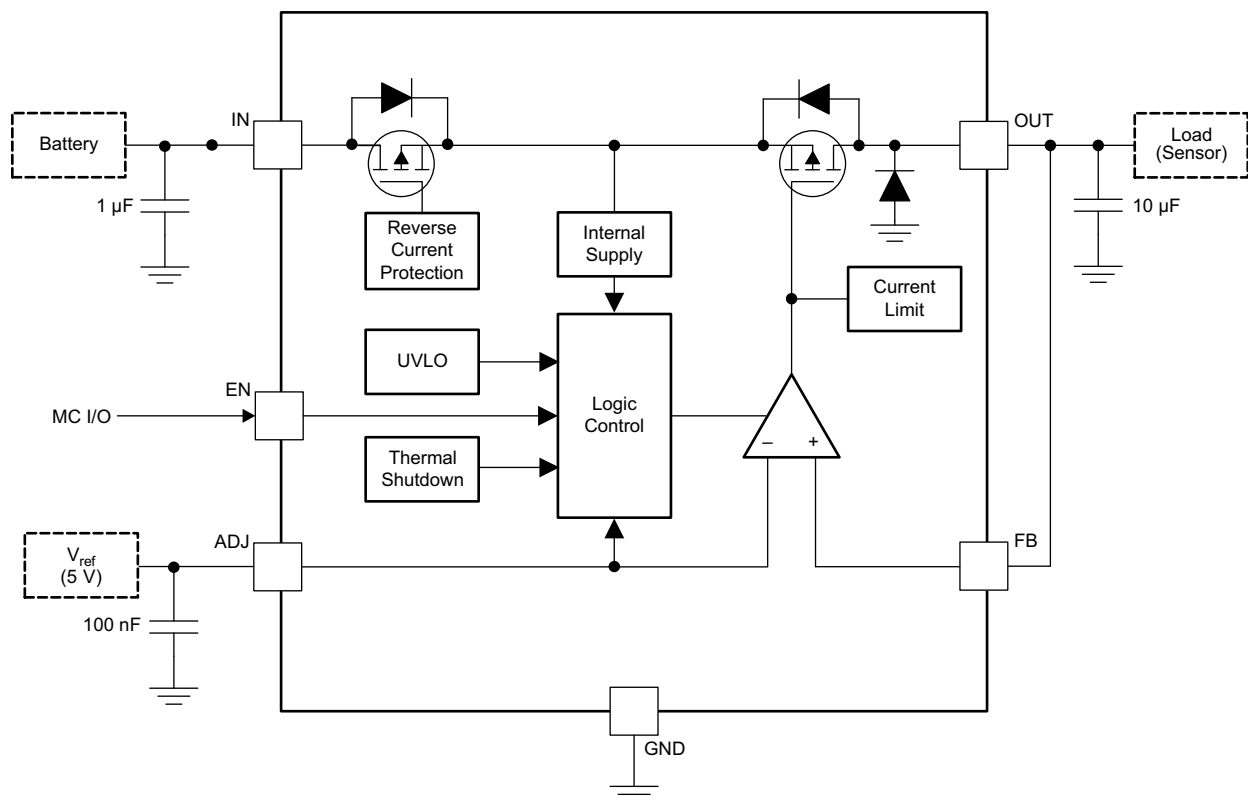 IN
OUT
Battery
Load
(Sensor)
1 µF
10 µF
Reverse
Current
Protection
Internal
Supply
Current
Limit
UVLO
EN
MC I/O
Logic
Control
– +
Thermal
Shutdown
ADJ
FB
Vref
(5 V)
100 nF
GND